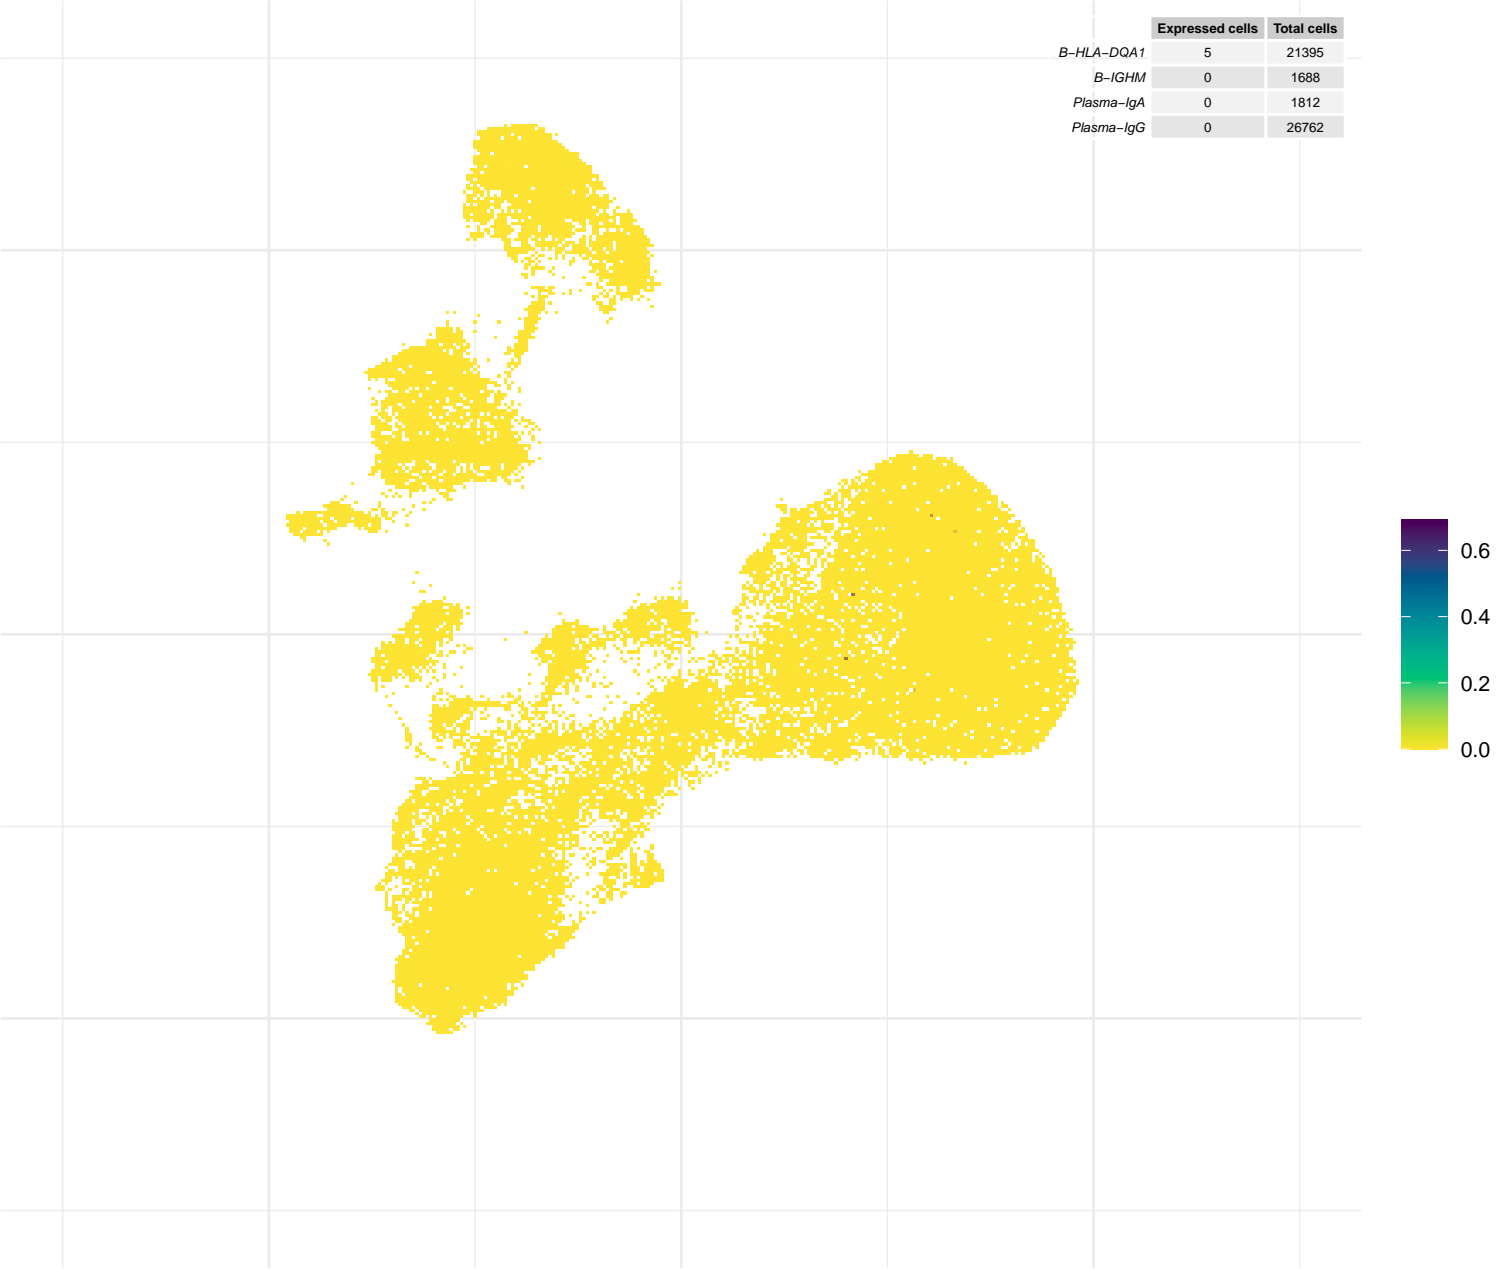 Expressed cells Total cells
B−HLA−DQA1 5 21395
B−IGHM 0 1688
Plasma−IgA 0 1812
Plasma−IgG 0 26762
0.6
0.4
0.2
0.0